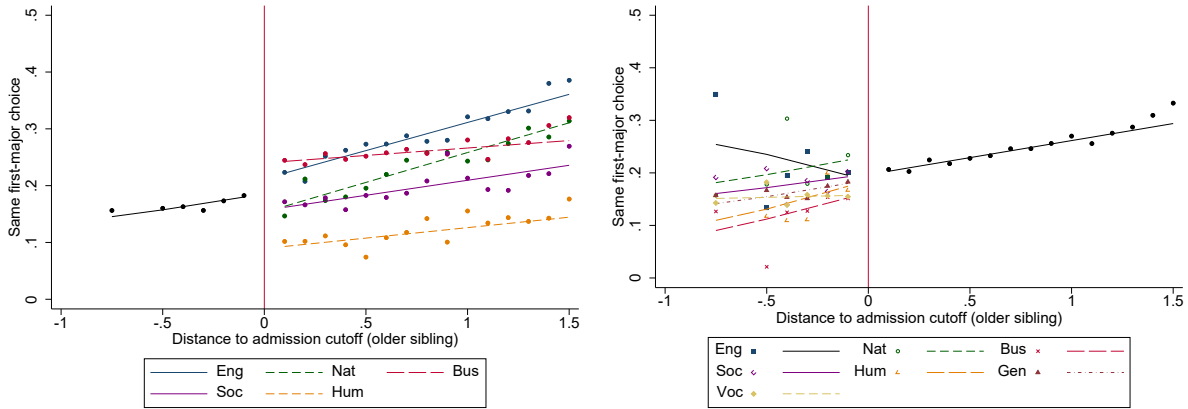 Same first-major choice
.5
.4
.3
.2
.1
0
-1
-.5
0
.5
1
1.5
Distance to admission cutoff (older sibling)
Eng Nat Bus
Soc Hum
Same first-major choice
.5
.4
.3
.2
.1
0
-1
-.5
0
.5
1
1.5
Distance to admission cutoff (older sibling)
Eng Nat Bus
Soc Hum Gen
Voc